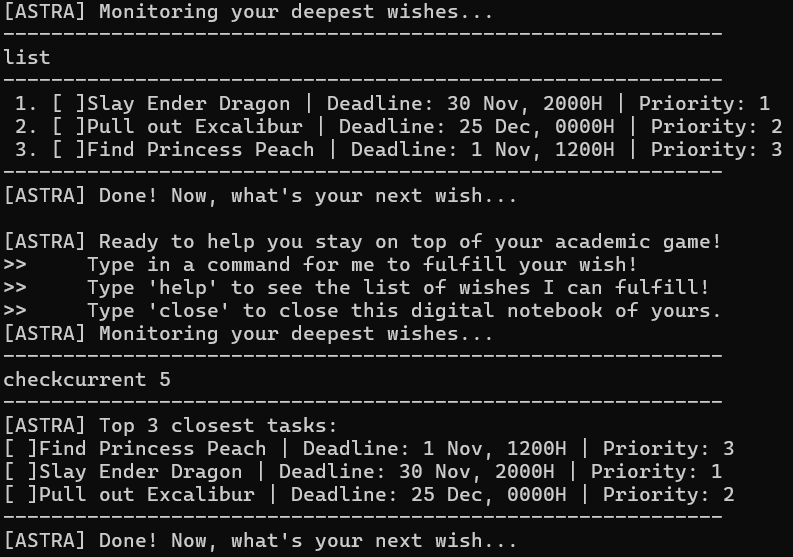 [ASTRA] Monitoring your deepest wishes...
------------------------------------------------------------
list
------------------------------------------------------------
 1. [ ]Slay Ender Dragon | Deadline: 30 Nov, 2000H | Priority: 1
 2. [ ]Pull out Excalibur | Deadline: 25 Dec, 0000H | Priority: 2
 3. [ ]Find Princess Peach | Deadline: 1 Nov, 1200H | Priority: 3
------------------------------------------------------------
[ASTRA] Done! Now, what's your next wish...

[ASTRA] Ready to help you stay on top of your academic game!
>>     Type in a command for me to fulfill your wish!
>>     Type 'help' to see the list of wishes I can fulfill!
>>     Type 'close' to close this digital notebook of yours.
[ASTRA] Monitoring your deepest wishes...
------------------------------------------------------------
checkcurrent 5
------------------------------------------------------------
[ASTRA] Top 3 closest tasks:
[ ]Find Princess Peach | Deadline: 1 Nov, 1200H | Priority: 3
[ ]Slay Ender Dragon | Deadline: 30 Nov, 2000H | Priority: 1
[ ]Pull out Excalibur | Deadline: 25 Dec, 0000H | Priority: 2
------------------------------------------------------------
[ASTRA] Done! Now, what's your next wish...